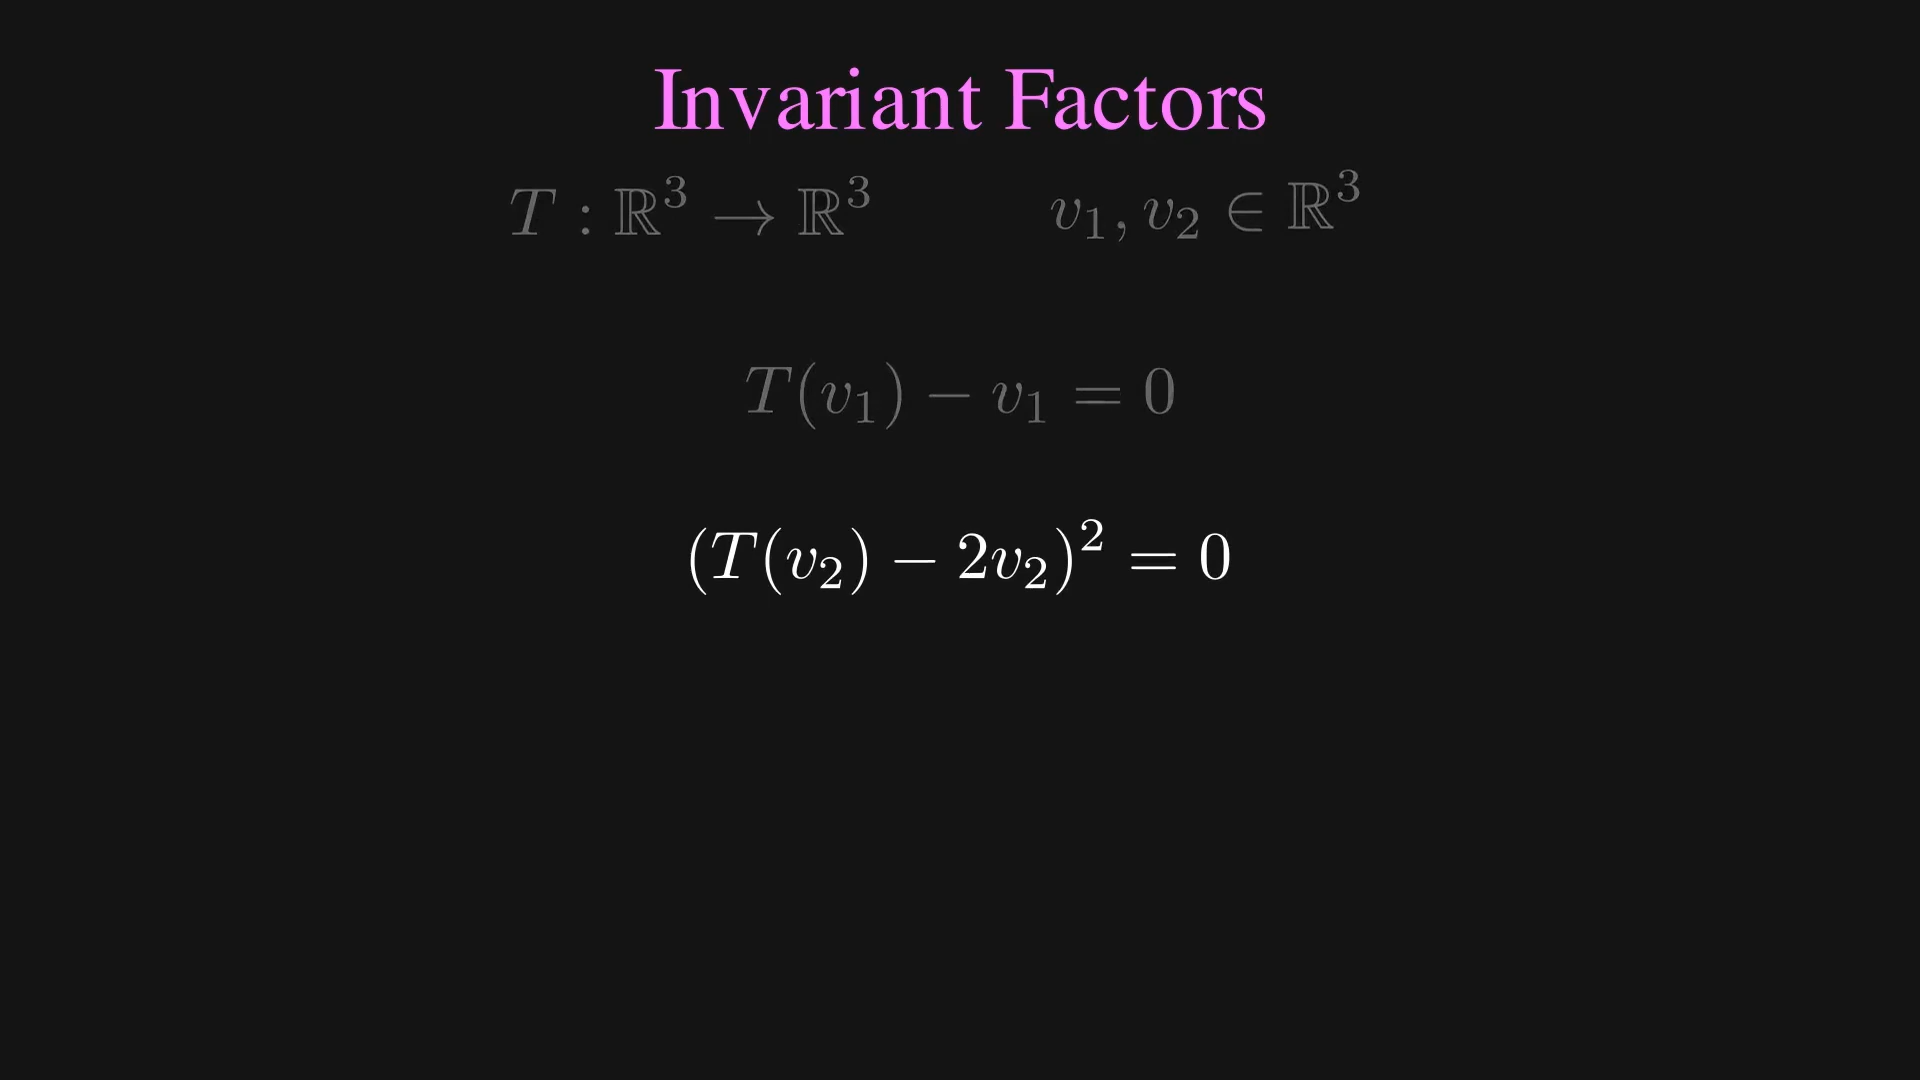 Invariant Factors
T : ℝ³ → ℝ³ v₁, v₂ ∈ ℝ³
T(v₁) − v₁ = 0
(T(v₂) − 2v₂)² = 0